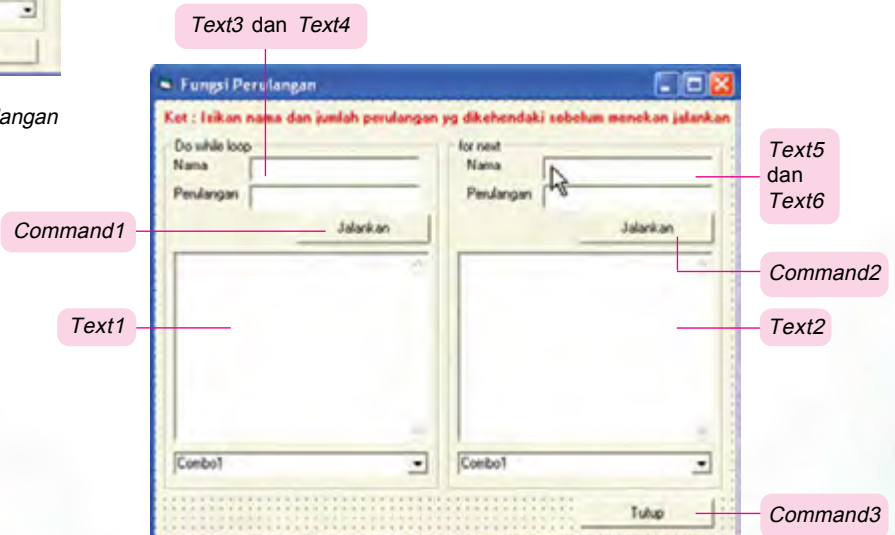 Text3 dan Text4
langan
Fungsi Perulangan
Ket : Isikan nama dan jumlah perulangan yg dikehendaki sebelum menekan jalankan
Do while loop
Nama
Perulangan
Jalankan
for next
Nama
Perulangan
Jalankan
Text5
dan
Text6
Command1
Command2
Text1
Text2
Combo1
Combo1
Tutup
Command3